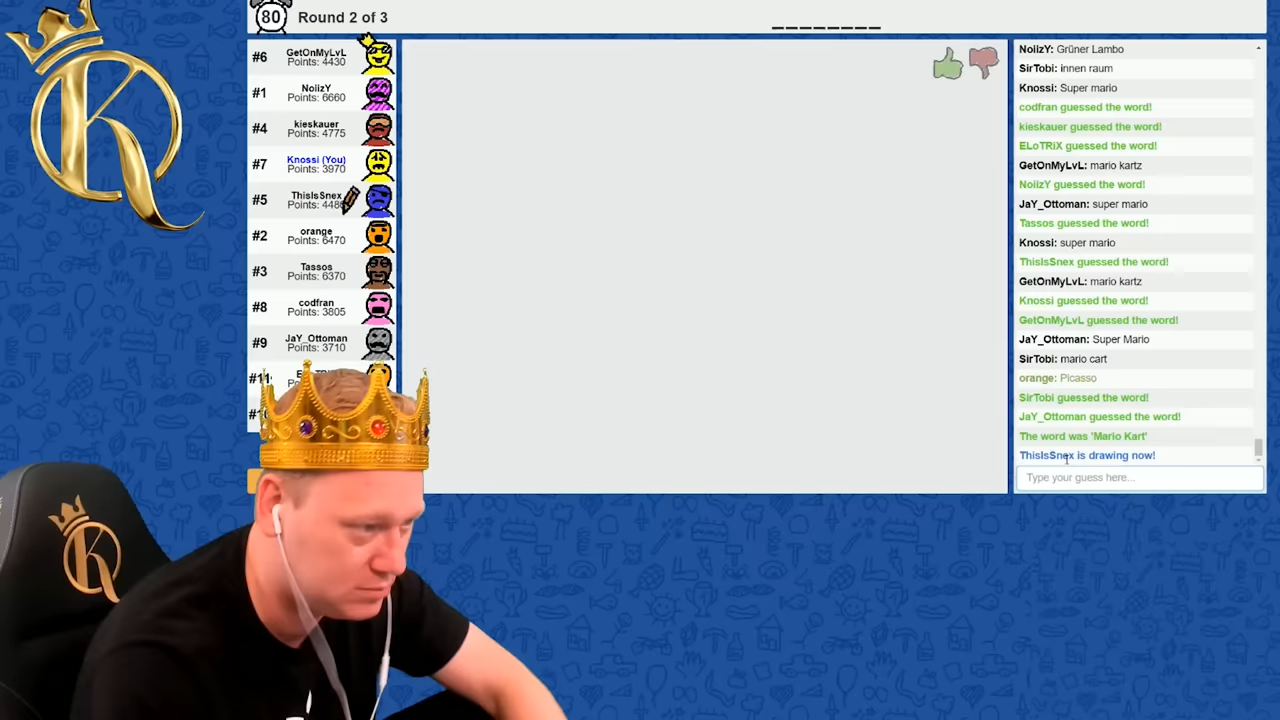 80
Round 2 of 3
_ _ _ _ _ _ _ _ _
#6
GetOnMyLvL
Points: 4430
#1
NoiizY
Points: 6660
#4
kieskauer
Points: 4775
#7
Knossi (You)
Points: 3970
#5
ThisIsSnex
Points:
#2
orange
Points: 6470
#3
Tassos
Points: 6370
#8
codfran
Points: 3805
#9
JaY_Ottoman
Points: 3710
#11
NoiizY: Grüner Lambo
SirTobi: innen raum
Knossi: Super mario
codfran guessed the word!
kieskauer guessed the word!
ELoTRiX guessed the word!
GetOnMyLvL: mario kartz
NoiizY guessed the word!
JaY_Ottoman: super mario
Tassos guessed the word!
Knossi: super mario
ThisIsSnex guessed the word!
GetOnMyLvL: mario kartz
Knossi guessed the word!
GetOnMyLvL guessed the word!
JaY_Ottoman: Super Mario
SirTobi: mario cart
orange: Picasso
SirTobi guessed the word!
JaY_Ottoman guessed the word!
The word was 'Mario Kart'
ThisIsSnex is drawing now!
Type your guess here...
K
K